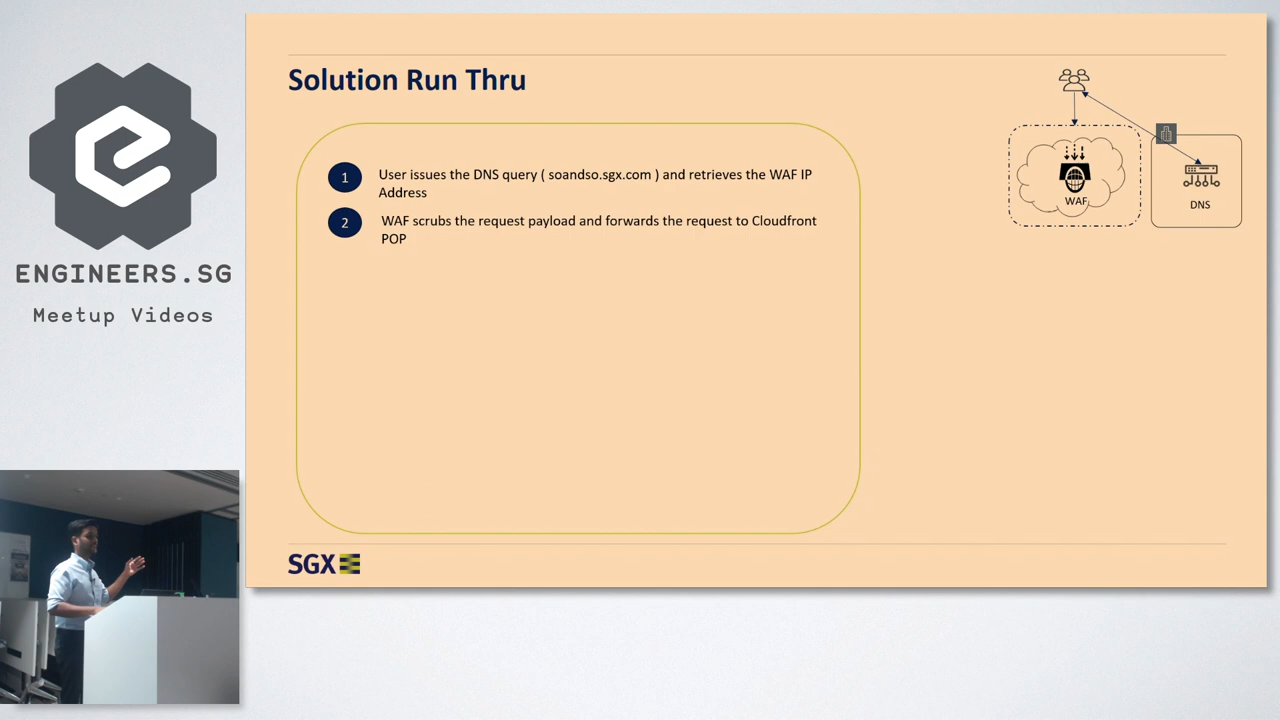 ENGINEERS.SG
Meetup Videos
Solution Run Thru
1
User issues the DNS query ( soandso.sgx.com ) and retrieves the WAF IP
Address
2
WAF scrubs the request payload and forwards the request to Cloudfront
POP
WAF
DNS
SGX